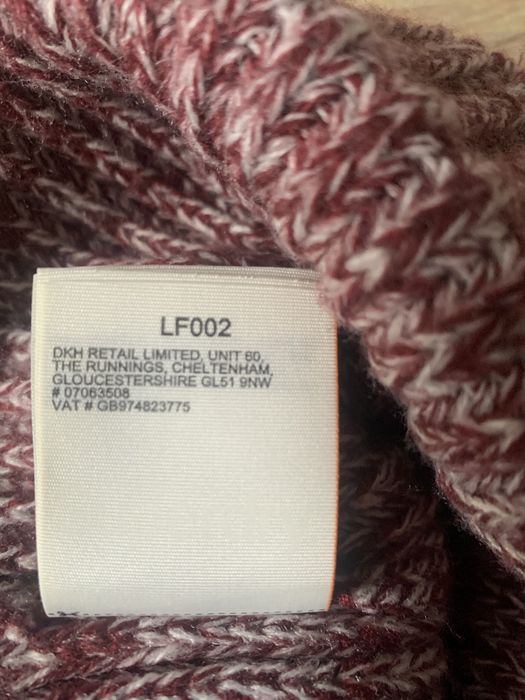 LF002
DKH RETAIL LIMITED, UNIT 60,
THE RUNNINGS, CHELTENHAM,
GLOUCESTERSHIRE GL51 9NW
# 07063508
VAT # GB974823775